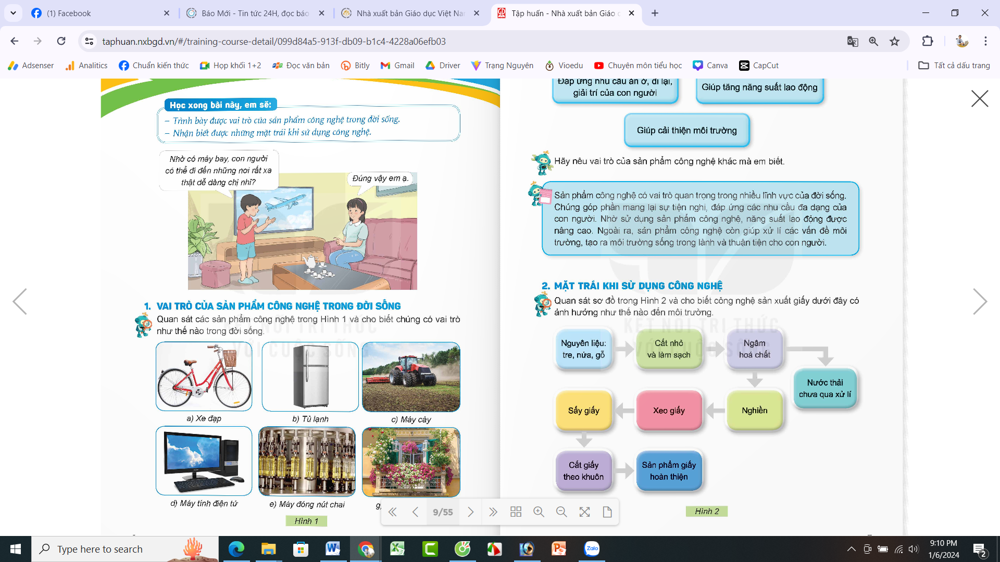 (1) Facebook
Báo Mới - Tin tức 24H, đọc báo
Nhà xuất bản Giáo dục Việt Nar
Tập huấn - Nhà xuất bản Giáo c
taphuan.nxbgd.vn/#/training-course-detail/099d84a5-913f-db09-b1c4-4228a06efb03
Adsenser
Analitics
Chuẩn kiến thức
Họp khối 1+2
Đọc văn bản
Bitly
Gmail
Driver
Trạng Nguyên
Vioedu
Chuyên môn tiểu học
Canva
CapCut
Tất cả dấu trang
Học xong bài này, em sẽ:
– Trình bày được vai trò của sản phẩm công nghệ trong đời sống.
– Nhận biết được những mặt trái khi sử dụng công nghệ.
Nhờ có máy bay, con người
có thể đi đến những nơi rất xa
thật dễ dàng chị nhỉ?
Đúng vậy em ạ.
1. VAI TRÒ CỦA SẢN PHẨM CÔNG NGHỆ TRONG ĐỜI SỐNG
Quan sát các sản phẩm công nghệ trong Hình 1 và cho biết chúng có vai trò
như thế nào trong đời sống.
a) Xe đạp
b) Tủ lạnh
c) Máy cày
d) Máy tính điện tử
e) Máy đóng nút chai
Hình 1
Đáp ứng nhu cầu ăn ở, đi lại,
giải trí của con người
Giúp tăng năng suất lao động
Giúp cải thiện môi trường
Hãy nêu vai trò của sản phẩm công nghệ khác mà em biết.
Sản phẩm công nghệ có vai trò quan trọng trong nhiều lĩnh vực của đời sống.
Chúng góp phần mang lại sự tiện nghi, đáp ứng các nhu cầu đa dạng của
con người. Nhờ sử dụng sản phẩm công nghệ, năng suất lao động được
nâng cao. Ngoài ra, sản phẩm công nghệ còn giúp xử lí các vấn đề môi
trường, tạo ra môi trường sống trong lành và thuận tiện cho con người.
2. MẶT TRÁI KHI SỬ DỤNG CÔNG NGHỆ
Quan sát sơ đồ trong Hình 2 và cho biết công nghệ sản xuất giấy dưới đây có
ảnh hưởng như thế nào đến môi trường.
KẾT NỐI TRI THỨC
VỚI CUỘC SỐNG
Nguyên liệu:
tre, nứa, gỗ
Cắt nhỏ
và làm sạch
Ngâm
hoá chất
Nước thải
chưa qua xử lí
Sấy giấy
Xeo giấy
Nghiền
Cắt giấy
theo khuôn
Sản phẩm giấy
hoàn thiện
Hình 2
9/55
Type here to search
Zalo
9:10 PM
1/6/2024
2